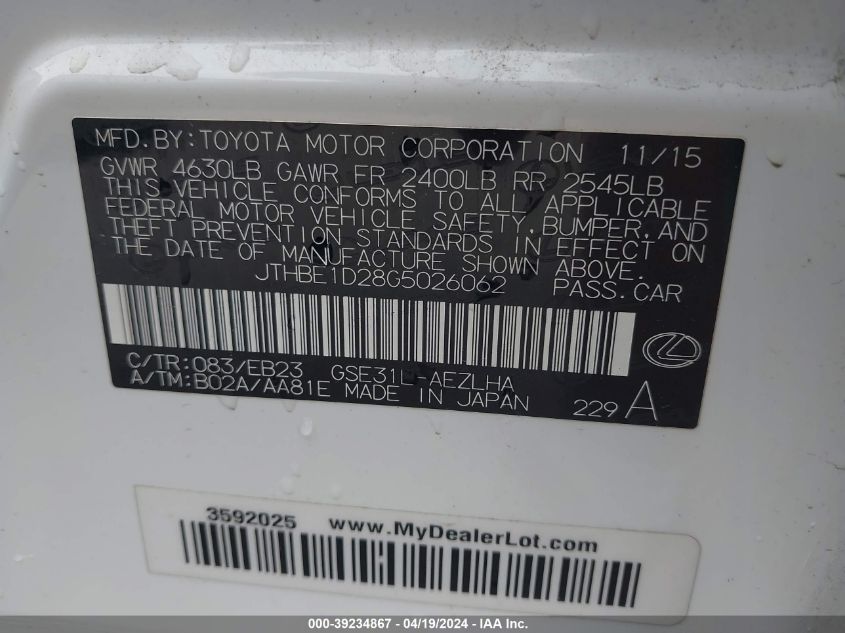 MFD. BY: TOYOTA MOTOR CORPORATION 11/15
GVWR 4630LB GAWR FR 2400LB RR 2545LB
THIS VEHICLE CONFORMS TO ALL APPLICABLE
FEDERAL MOTOR VEHICLE SAFETY, BUMPER, AND
THEFT PREVENTION STANDARDS IN EFFECT ON
THE DATE OF MANUFACTURE SHOWN ABOVE.
JTHBE1D28G5026062 PASS. CAR
C/TR: 083/EB23 GSE31L-AEZLHA
A/TM: B02A/AA81E MADE IN JAPAN 229 A
3592025 www.MyDealerLot.com
000-39234867 - 04/19/2024 - IAA Inc.